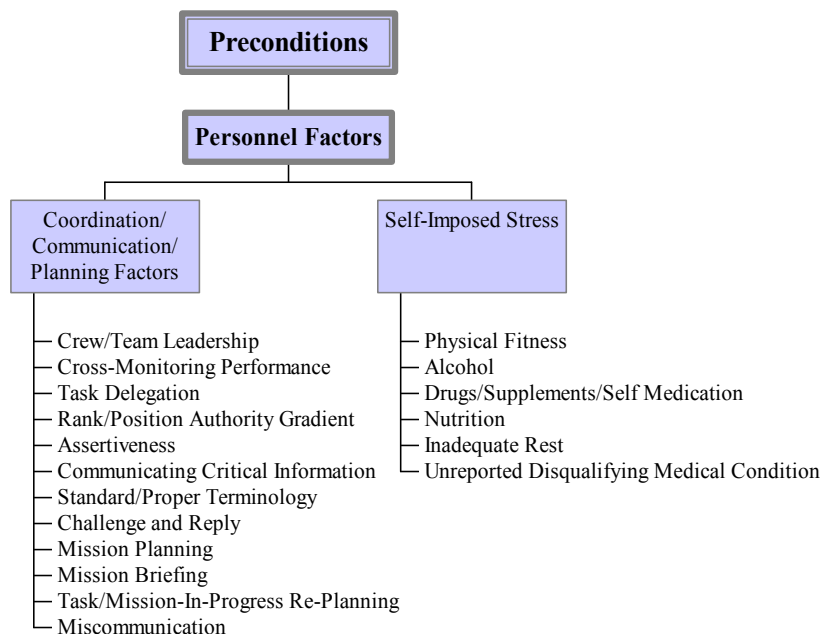 Preconditions
Personnel Factors
Coordination/
Communication/
Planning Factors
Crew/Team Leadership
Cross-Monitoring Performance
Task Delegation
Rank/Position Authority Gradient
Assertiveness
Communicating Critical Information
Standard/Proper Terminology
Challenge and Reply
Mission Planning
Mission Briefing
Task/Mission-In-Progress Re-Planning
Miscommunication
Self-Imposed Stress
Physical Fitness
Alcohol
Drugs/Supplements/Self Medication
Nutrition
Inadequate Rest
Unreported Disqualifying Medical Condition